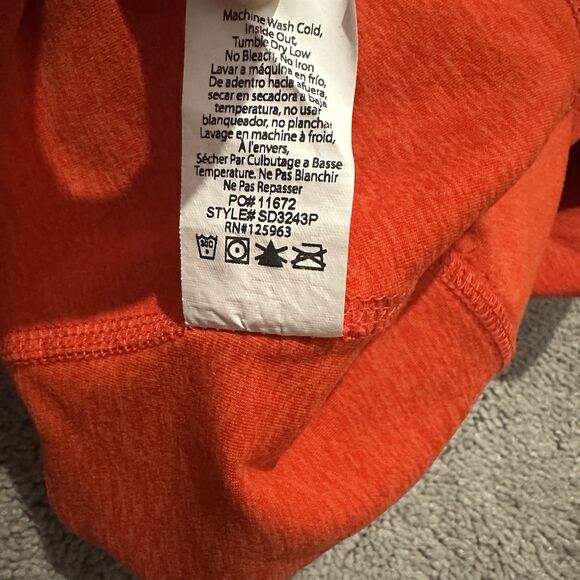 Machine Wash Cold,
Inside Out,
Tumble Dry Low
No Bleach, No Iron
Lavar a máquina en frío,
De adentro hacia afuera,
secar en secadora a baja
temperatura, no usar
blanqueador, no planchar
Lavage en machine à froid,
A l'envers,
Sécher Par Culbutage a Basse
Temperature. Ne Pas Blanchir
Ne Pas Repasser
PO# 11672
STYLE# SD3243P
RN#125963
30C